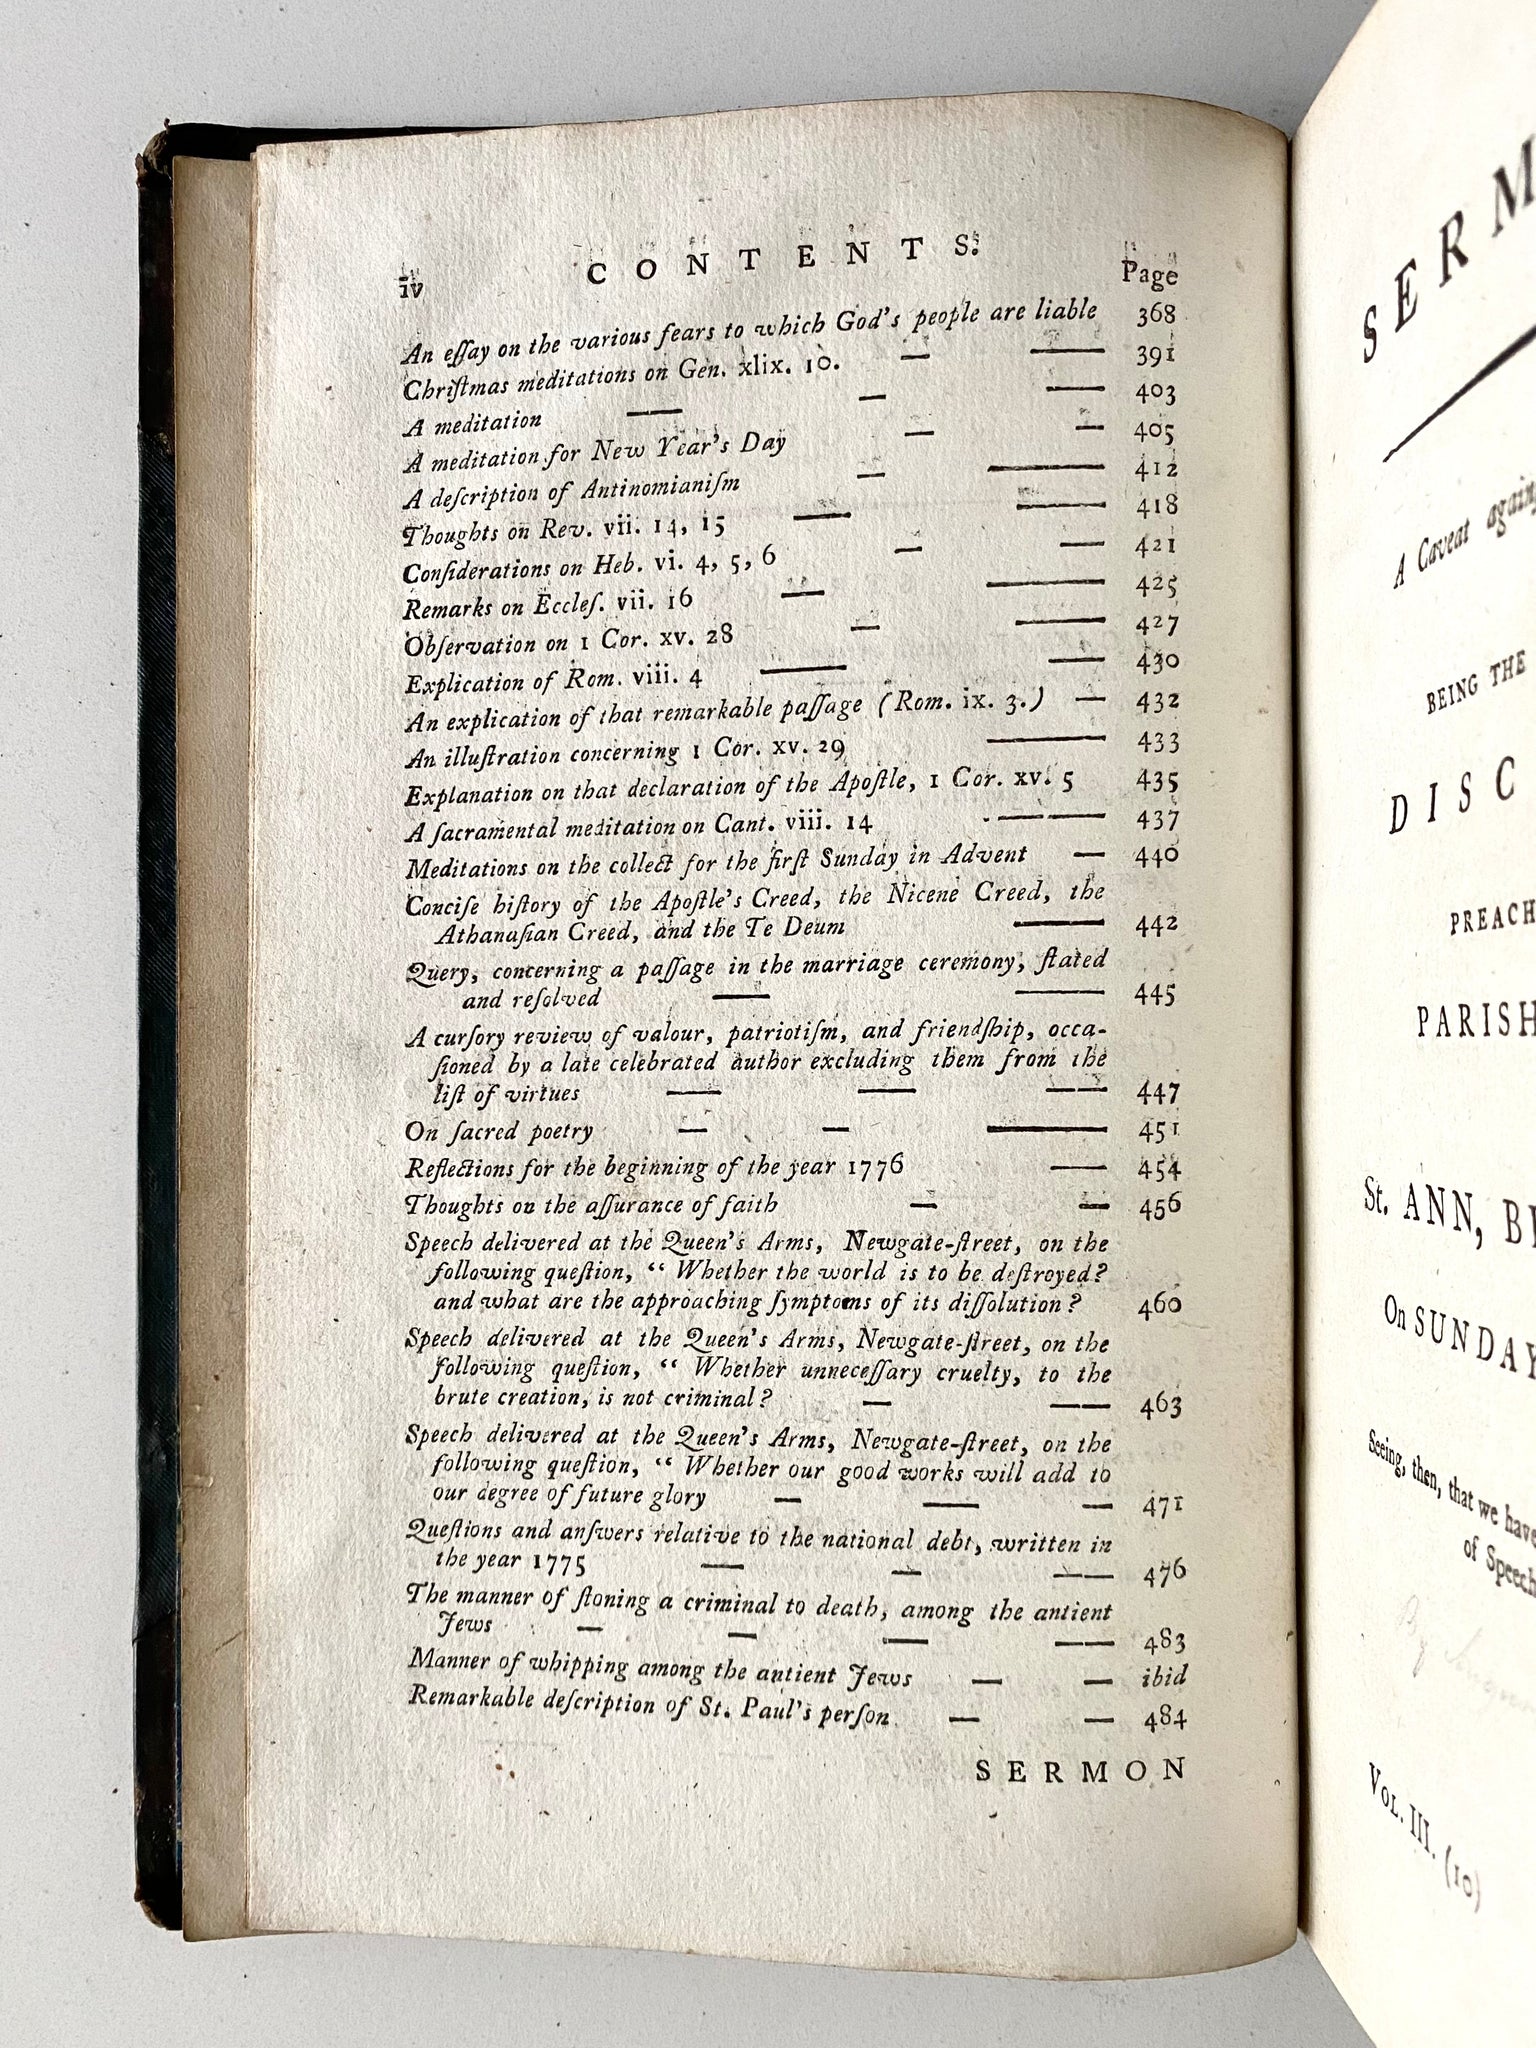 iv CONTENTS.
Page
An eſſay on the various fears to which God's people are liable 368
Chriſtmas meditations on Gen. xlix. 10. — — 391
A meditation — — — 403
A meditation for New Year's Day — — 405
A deſcription of Antinomianiſm — — 412
Thoughts on Rev. vii. 14, 15 — — 418
Conſiderations on Heb. vi. 4, 5, 6 — — 421
Remarks on Eccleſ. vii. 16 — — 425
Obſervation on 1 Cor. xv. 28 — — 427
Explication of Rom. viii. 4 — — 430
An explication of that remarkable paſſage (Rom. ix. 3.) — 432
An illuſtration concerning 1 Cor. xv. 29 — 433
Explanation on that declaration of the Apoſtle, 1 Cor. xv. 5 435
A ſacramental meditation on Cant. viii. 14 — — 437
Meditations on the collect for the firſt Sunday in Advent — 440
Conciſe hiſtory of the Apoſtle's Creed, the Nicene Creed, the
Athanaſian Creed, and the Te Deum — 442
Query, concerning a paſſage in the marriage ceremony, ſtated
and reſolved — — 445
A curſory review of valour, patriotiſm, and friendſhip, occa-
ſioned by a late celebrated author excluding them from the
liſt of virtues — — — 447
On ſacred poetry — — — 451
Reflections for the beginning of the year 1776 — 454
Thoughts on the aſſurance of faith — — 456
Speech delivered at the Queen's Arms, Newgate-ſtreet, on the
following queſtion, “ Whether the world is to be deſtroyed?
and what are the approaching ſymptoms of its diſſolution? 460
Speech delivered at the Queen's Arms, Newgate-ſtreet, on the
following queſtion, “ Whether unneceſſary cruelty, to the
brute creation, is not criminal? — — 463
Speech delivered at the Queen's Arms, Newgate-ſtreet, on the
following queſtion, “ Whether our good works will add to
our degree of future glory — — — 471
Queſtions and anſwers relative to the national debt, written in
the year 1775 — — — 476
The manner of ſtoning a criminal to death, among the antient
Jews — — — — 483
Manner of whipping among the antient Jews — — ibid
Remarkable deſcription of St. Paul's perſon — — 484
SERMON
SERM
A Caveat again
BEING THE
DISC
PREACH
PARISH
St. ANN,
On SUNDAY
Seeing, then, that we have
of Speech
VOL. III. (10)